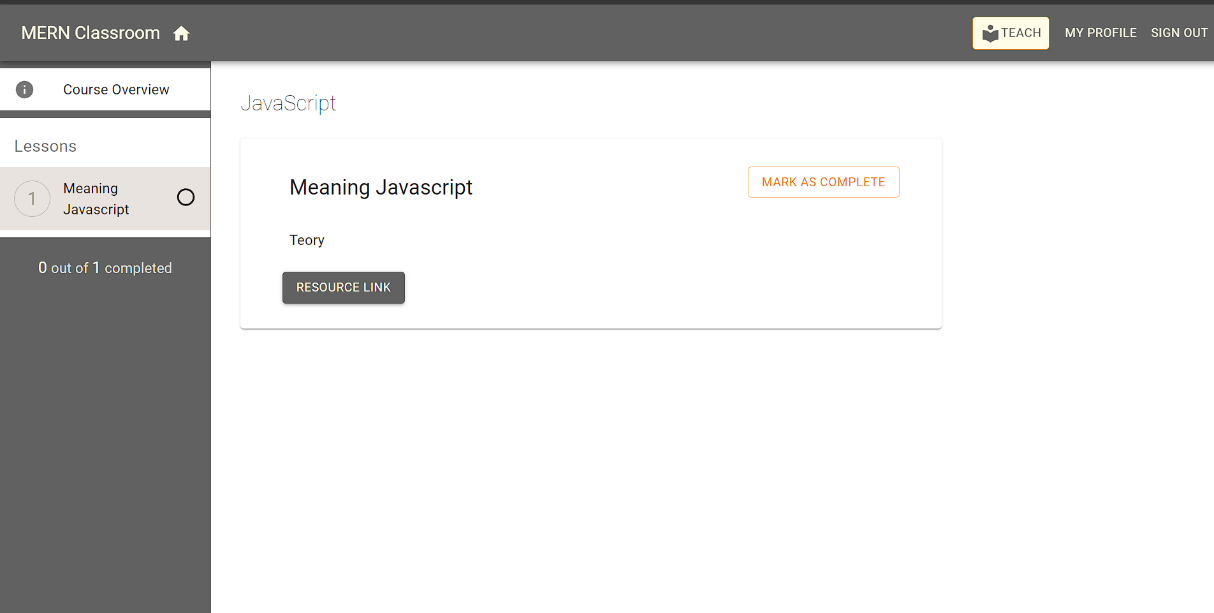 MERN Classroom
TEACH
MY PROFILE
SIGN OUT
Course Overview
Lessons
1
Meaning
Javascript
0 out of 1 completed
JavaScript
Meaning Javascript
MARK AS COMPLETE
Teory
RESOURCE LINK